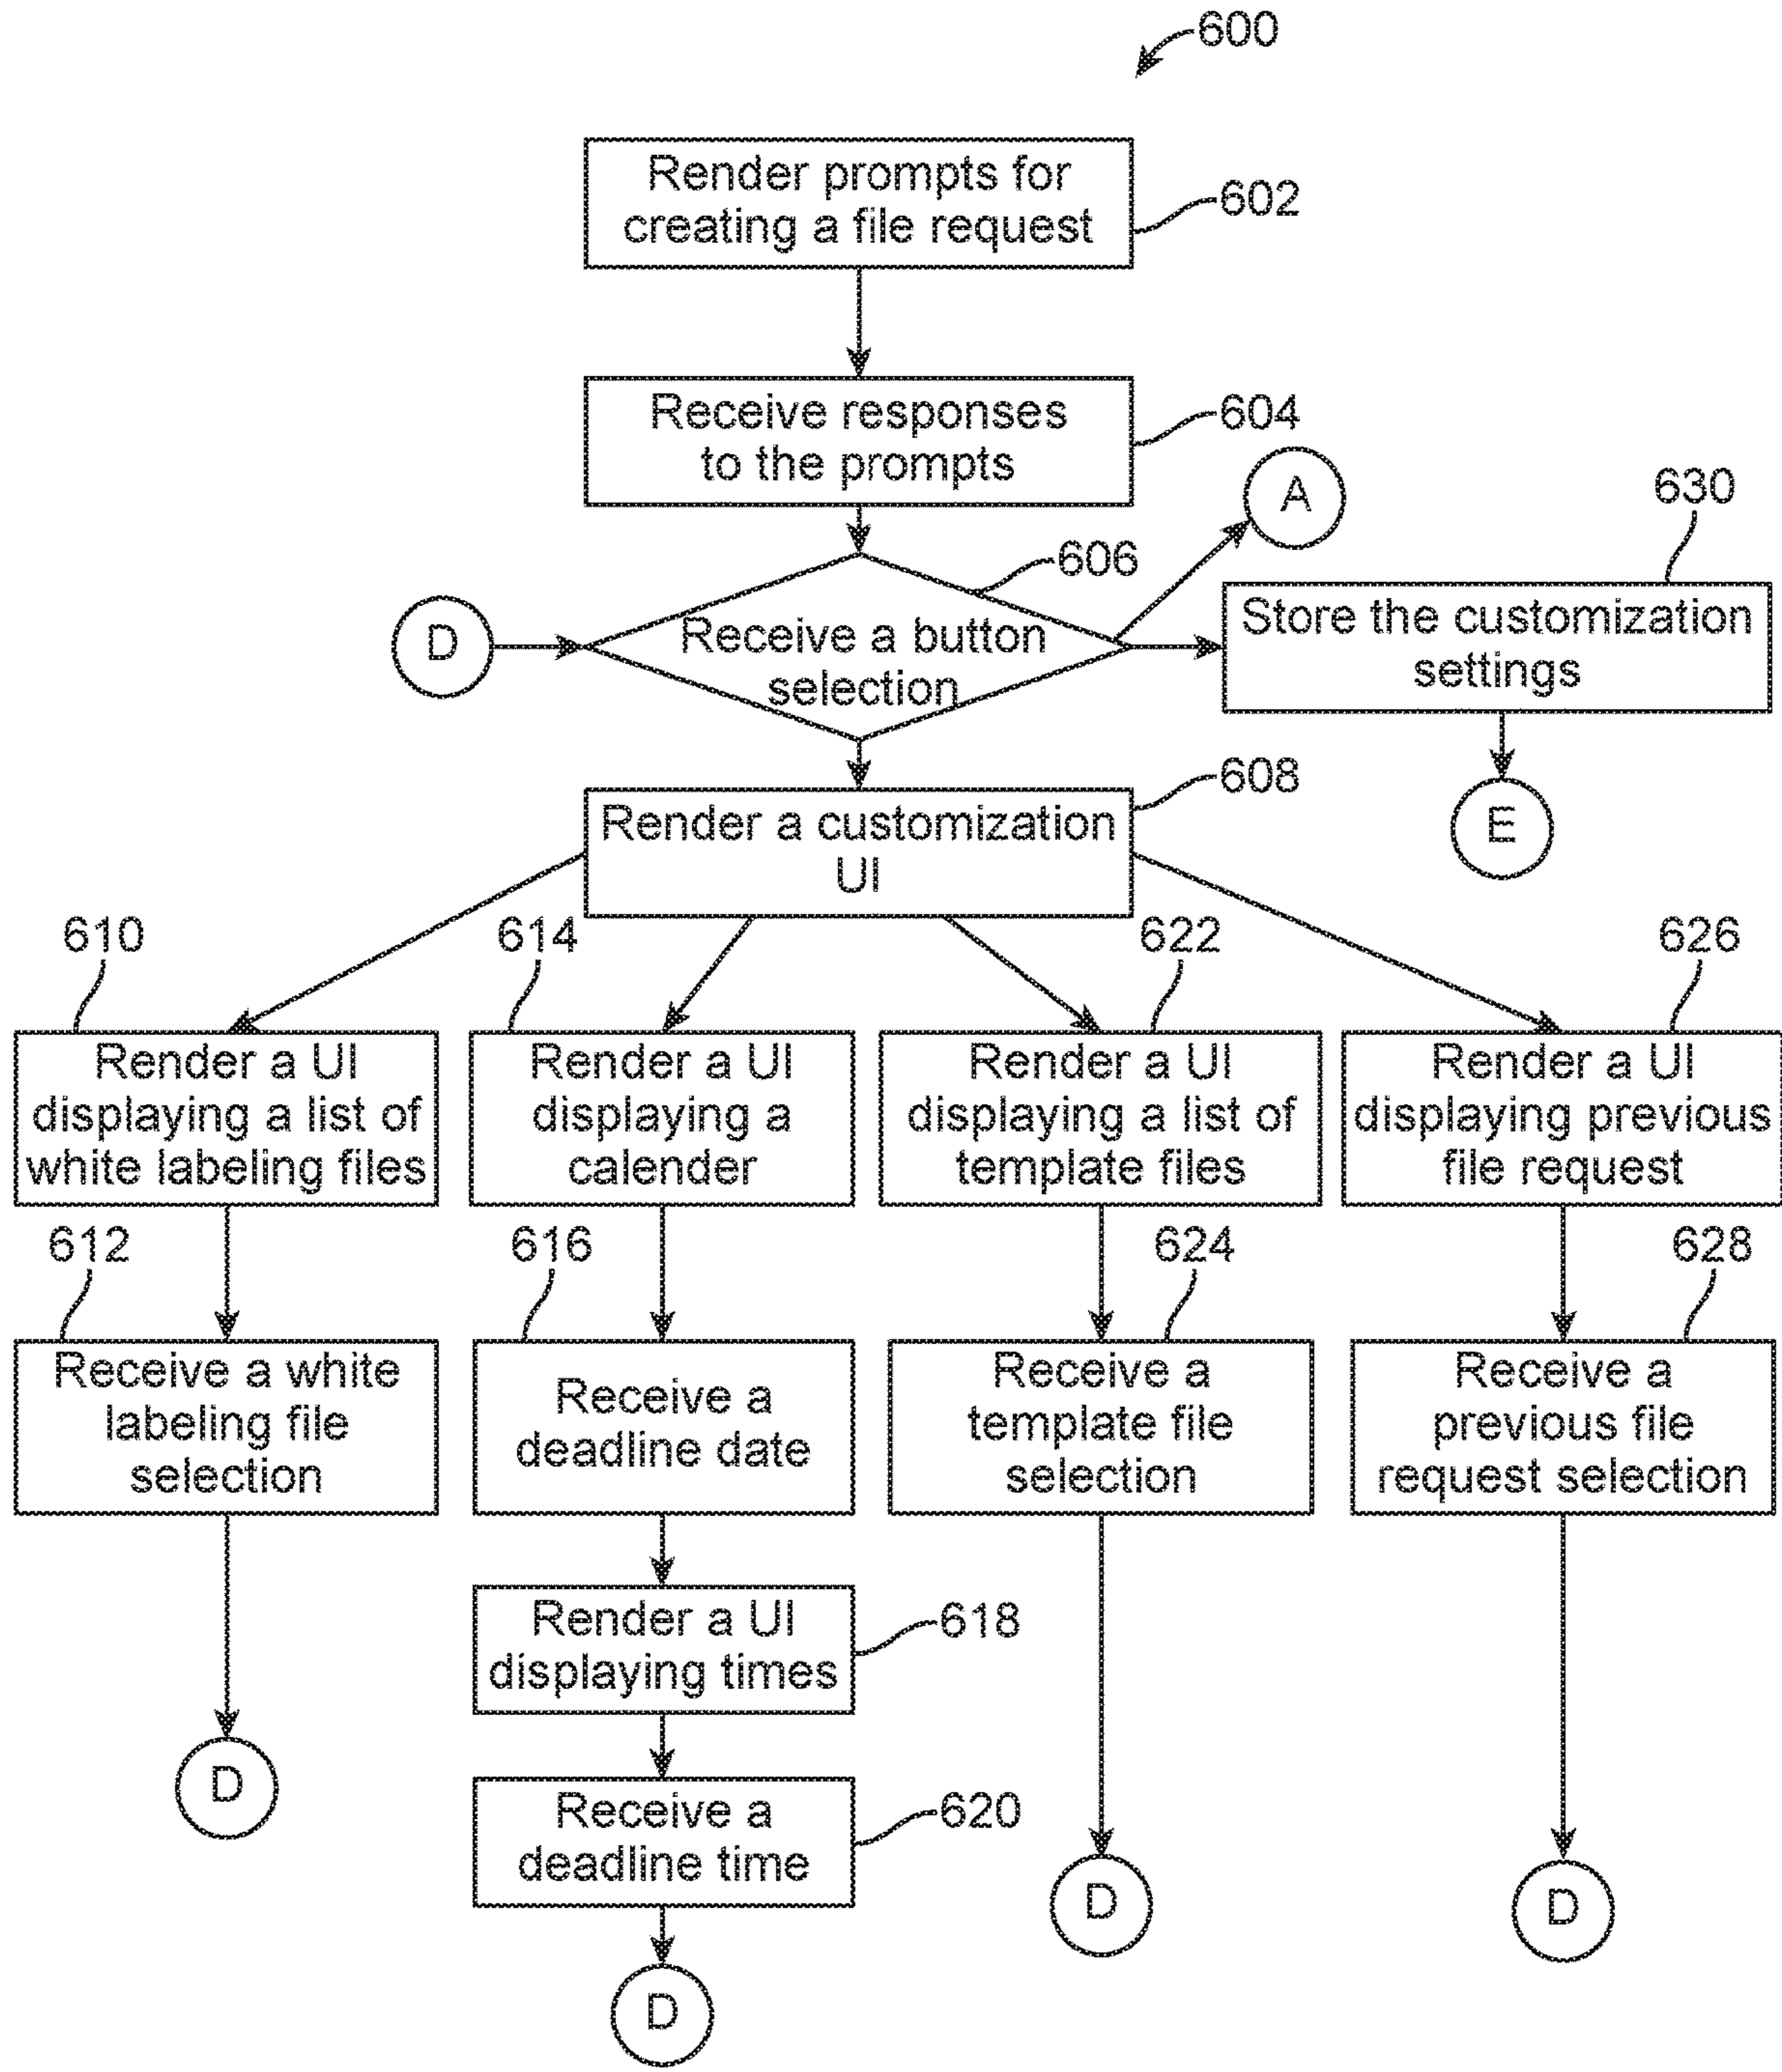 600
Render prompts for
creating a file request
602
Receive responses
to the prompts
604
A
630
606
D
Receive a button
selection
Store the customization
settings
608
Render a customization
UI
E
610
614
622
626
Render a UI
displaying a list of
white labeling files
Render a UI
displaying a
calender
Render a UI
displaying a list of
template files
Render a UI
displaying previous
file request
612
616
624
628
Receive a white
labeling file
selection
Receive a
deadline date
Receive a
template file
selection
Receive a
previous file
request selection
Render a UI
displaying times
618
D
Receive a
deadline time
620
D
D
D